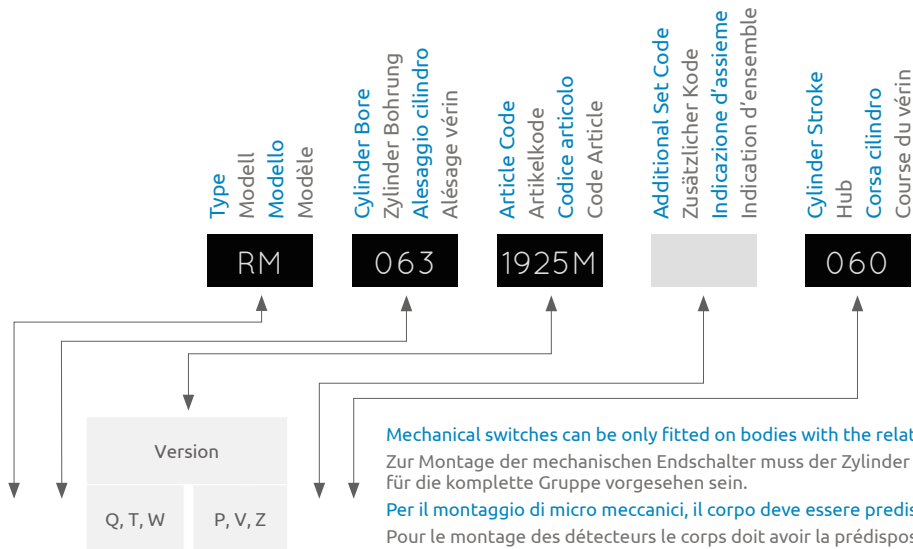 Type
Modell
Modello
Modèle
Cylinder Bore
Zylinder Bohrung
Alesaggio cilindro
Alésage vérin
Article Code
Artikelkode
Codice articolo
Code Article
Additional Set Code
Zusätzlicher Kode
Indicazione d'assieme
Indication d'ensemble
Cylinder Stroke
Hub
Corsa cilindro
Course du vérin
RM 063 1925M 060
Version
Q, T, W P, V, Z
Mechanical switches can be only fitted on bodies with the
Zur Montage der mechanischen Endschalter muss der Zylinder
für die komplette Gruppe vorgesehen sein.
Per il montaggio di micro meccanici, il corpo deve essere
Pour le montage des détecteurs le corps doit avoir la